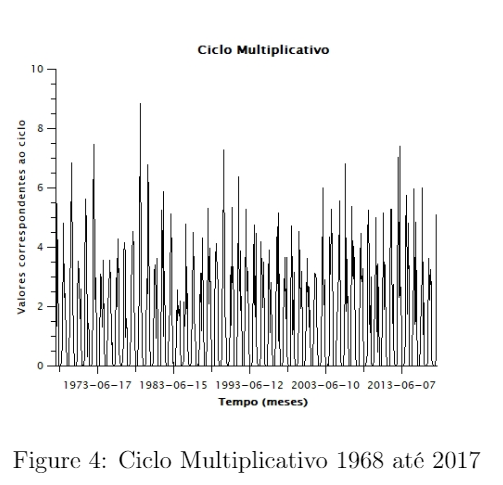 Ciclo Multiplicativo
10
8
6
4
2
0
Valores correspondentes ao ciclo
1973-06-17 1983-06-15 1993-06-12 2003-06-10 2013-06-07
Tempo (meses)
Figure 4: Ciclo Multiplicativo 1968 até 2017